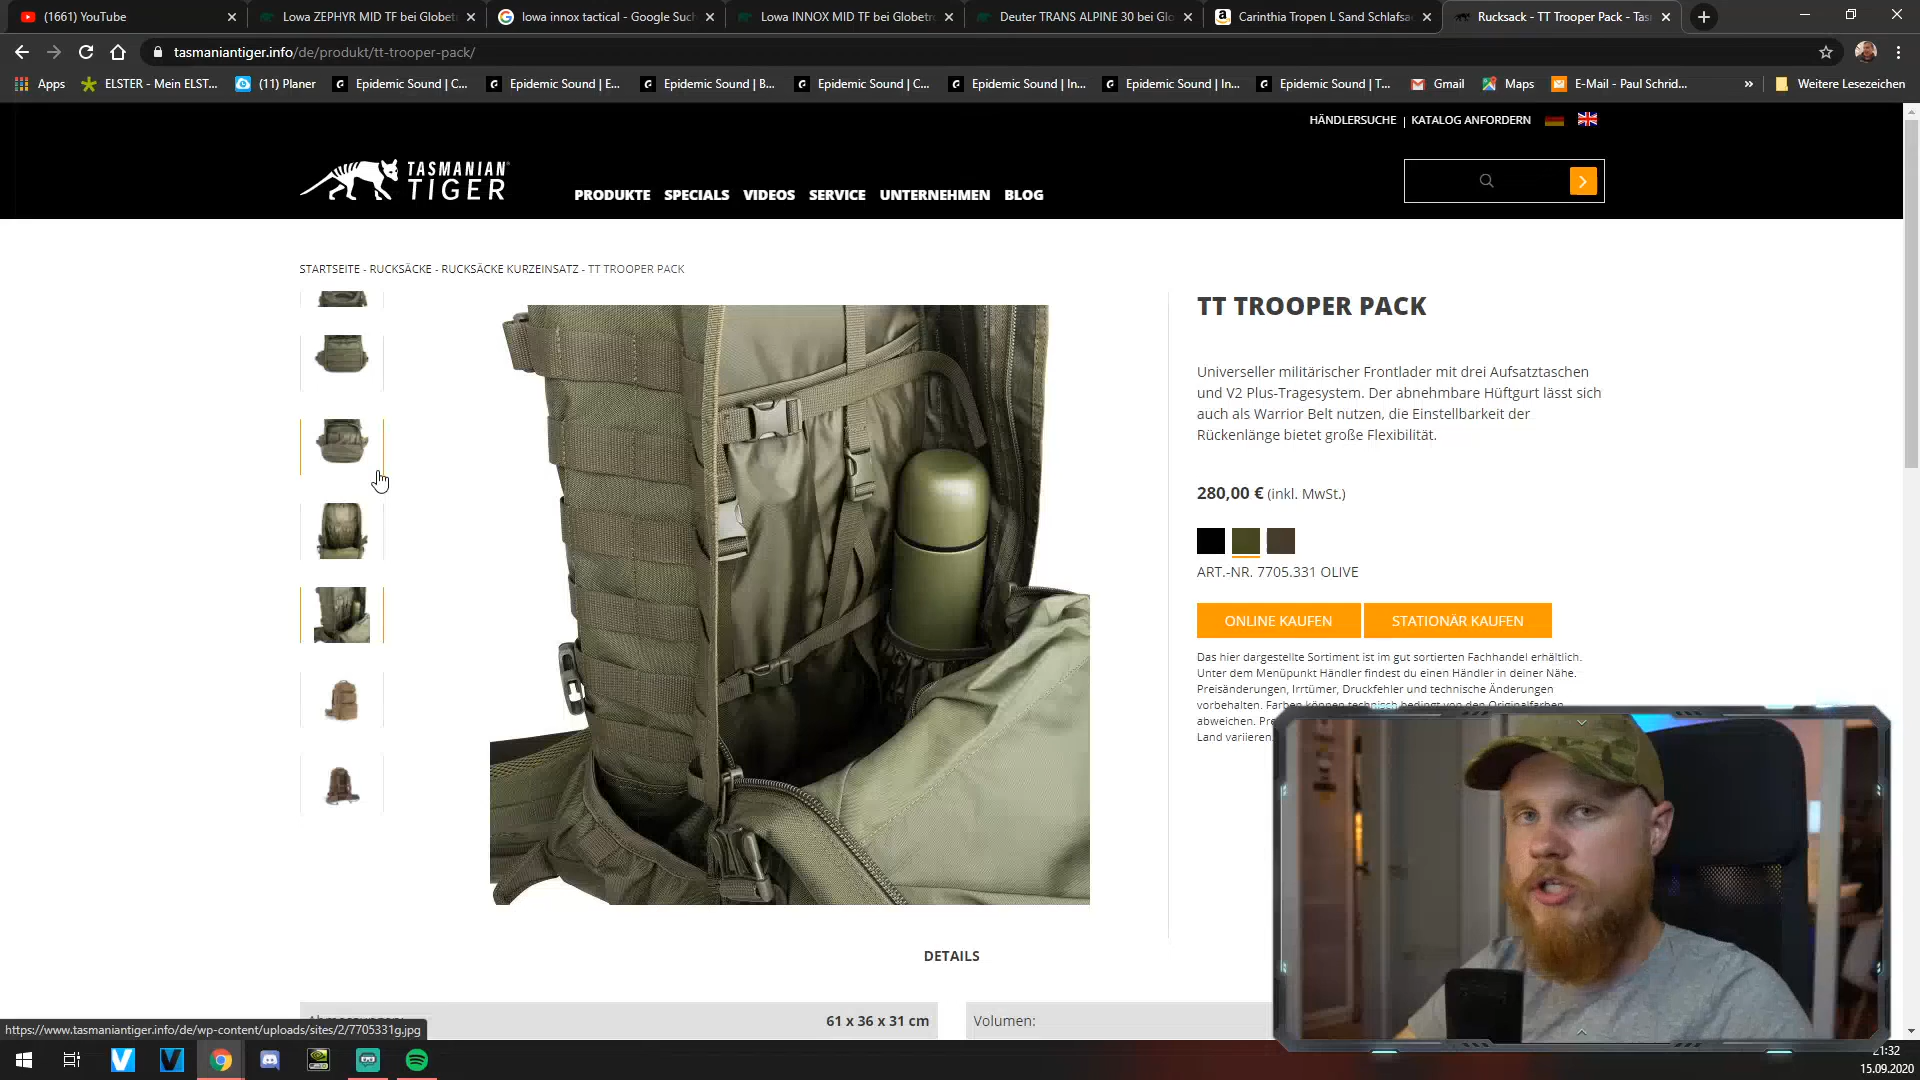 (1661) YouTube
Lowa ZEPHYR MID TF bei Globetr
lowa innox tactical - Google Such
Lowa INNOX MID TF bei Globetro
Deuter TRANS ALPINE 30 bei Glo
Carinthia Tropen L Sand Schlafsa
Rucksack - TT Trooper Pack - Tas
tasmaniantiger.info/de/produkt/tt-trooper-pack/
Apps
ELSTER - Mein ELST...
(11) Planer
Epidemic Sound | C...
Epidemic Sound | E...
Epidemic Sound | B...
Epidemic Sound | C...
Epidemic Sound | In...
Epidemic Sound | In...
Epidemic Sound | T...
Gmail
Maps
E-Mail - Paul Schrid...
»
Weitere Lesezeichen
HÄNDLERSUCHE | KATALOG ANFORDERN
TASMANIAN
TIGER
PRODUKTE SPECIALS VIDEOS SERVICE UNTERNEHMEN BLOG
STARTSEITE - RUCKSÄCKE - RUCKSÄCKE KURZEINSATZ - TT TROOPER PACK
TT TROOPER PACK
Universeller militärischer Frontlader mit drei Aufsatztaschen
und V2 Plus-Tragesystem. Der abnehmbare Hüftgurt lässt sich
auch als Warrior Belt nutzen, die Einstellbarkeit der
Rückenlänge bietet große Flexibilität.
280,00 € (inkl. MwSt.)
ART.-NR. 7705.331 OLIVE
ONLINE KAUFEN
STATIONÄR KAUFEN
Das hier dargestellte Sortiment ist im gut sortierten Fachhandel erhältlich.
Unter dem Menüpunkt Händler findest du einen Händler in deiner Nähe.
Preisänderungen, Irrtümer, Druckfehler und technische Änderungen
vorbehalten. Farben können technisch bedingt von den Originalfarben
abweichen. Pre
Land variieren.
DETAILS
Abmessungen:
61 x 36 x 31 cm
Volumen:
https://www.tasmaniantiger.info/de/wp-content/uploads/sites/2/7705331g.jpg
21:32
15.09.2020